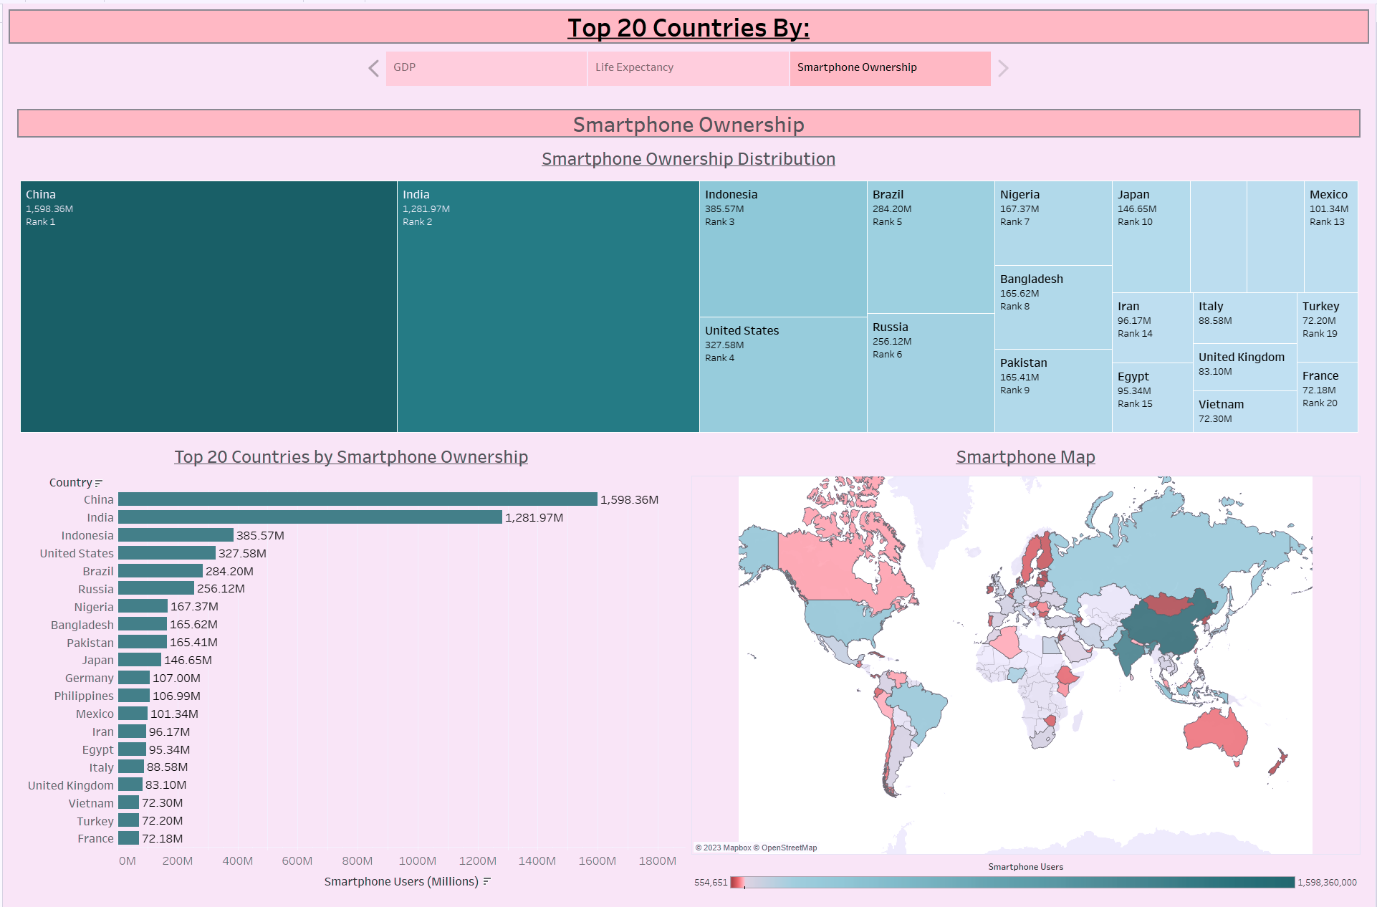 Top 20 Countries By:
GDP
Life Expectancy
Smartphone Ownership
Smartphone Ownership
Smartphone Ownership Distribution
China
1,598.36M
Rank 1
India
1,281.97M
Rank 2
Indonesia
385.57M
Rank 3
United States
327.58M
Rank 4
Brazil
284.20M
Rank 5
Russia
256.12M
Rank 6
Nigeria
167.37M
Rank 7
Bangladesh
165.62M
Rank 8
Pakistan
165.41M
Rank 9
Japan
146.65M
Rank 10
Mexico
101.34M
Rank 13
Iran
96.17M
Rank 14
Egypt
95.34M
Rank 15
Italy
88.58M
United Kingdom
83.10M
Vietnam
72.30M
Turkey
72.20M
Rank 19
France
72.18M
Rank 20
Top 20 Countries by Smartphone Ownership
Country
China 1,598.36M
India 1,281.97M
Indonesia 385.57M
United States 327.58M
Brazil 284.20M
Russia 256.12M
Nigeria 167.37M
Bangladesh 165.62M
Pakistan 165.41M
Japan 146.65M
Germany 107.00M
Philippines 106.99M
Mexico 101.34M
Iran 96.17M
Egypt 95.34M
Italy 88.58M
United Kingdom 83.10M
Vietnam 72.30M
Turkey 72.20M
France 72.18M
0M 200M 400M 600M 800M 1000M 1200M 1400M 1600M 1800M
Smartphone Users (Millions)
Smartphone Map
© 2023 Mapbox © OpenStreetMap
Smartphone Users
554,651 1,598,360,000